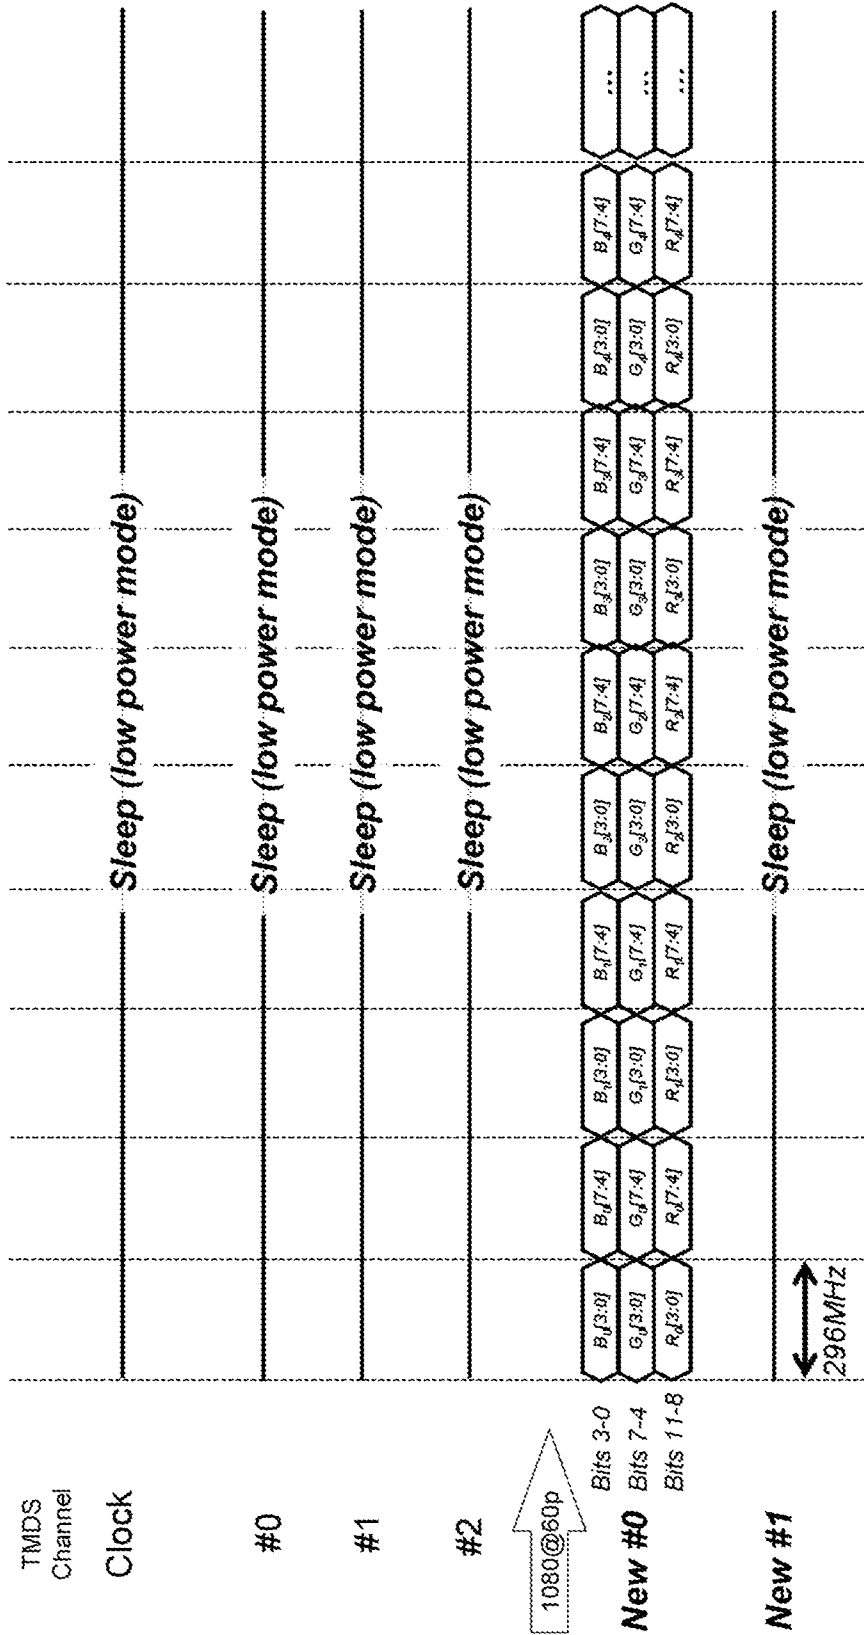 TMDS
Channel
Clock
Sleep (low power mode)
#0
Sleep (low power mode)
#1
Sleep (low power mode)
#2
Sleep (low power mode)
1080@60p
New #0
Bits 3-0
B₀[3:0] B₀[7:4] B₁[3:0] B₁[7:4] B₂[3:0] B₂[7:4] B₃[3:0] B₃[7:4] B₄[3:0] B₄[7:4] ...
Bits 7-4
G₀[3:0] G₀[7:4] G₁[3:0] G₁[7:4] G₂[3:0] G₂[7:4] G₃[3:0] G₃[7:4] G₄[3:0] G₄[7:4] ...
Bits 11-8
R₀[3:0] R₀[7:4] R₁[3:0] R₁[7:4] R₂[3:0] R₂[7:4] R₃[3:0] R₃[7:4] R₄[3:0] R₄[7:4] ...
New #1
Sleep (low power mode)
296MHz